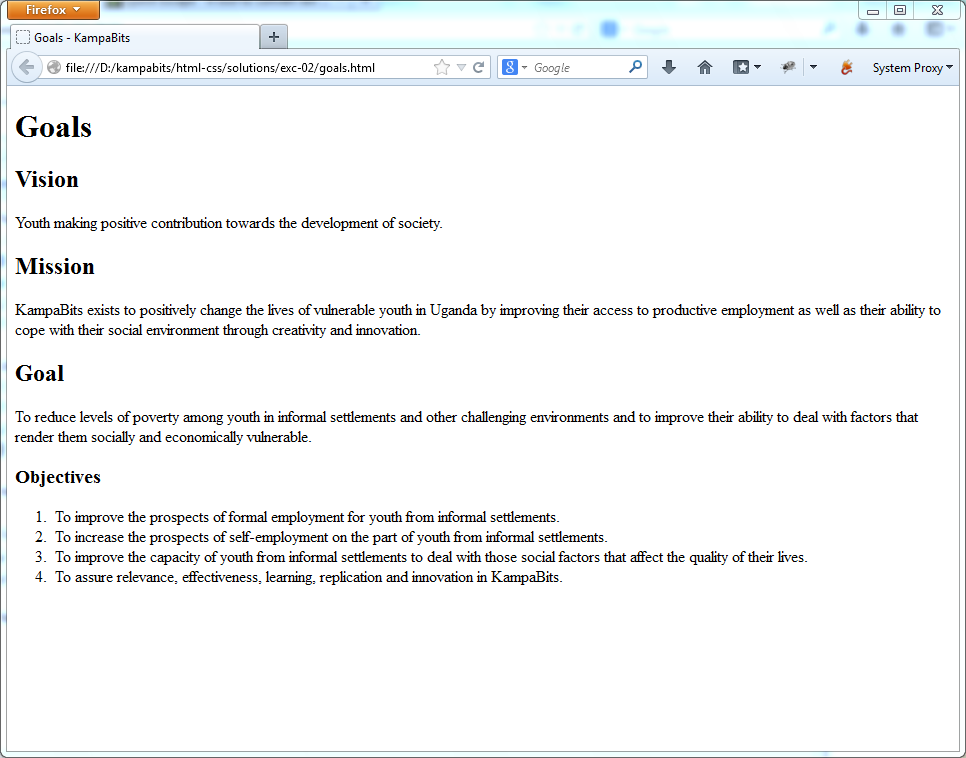 Firefox
Goals - KampaBits
file:///D:/kampabits/html-css/solutions/exc-02/goals.html
8
Google
System Proxy
Goals
Vision
Youth making positive contribution towards the development of society.
Mission
KampaBits exists to positively change the lives of vulnerable youth in Uganda by improving their access to productive employment as well as their ability to
cope with their social environment through creativity and innovation.
Goal
To reduce levels of poverty among youth in informal settlements and other challenging environments and to improve their ability to deal with factors that
render them socially and economically vulnerable.
Objectives
1. To improve the prospects of formal employment for youth from informal settlements.
2. To increase the prospects of self-employment on the part of youth from informal settlements.
3. To improve the capacity of youth from informal settlements to deal with those social factors that affect the quality of their lives.
4. To assure relevance, effectiveness, learning, replication and innovation in KampaBits.